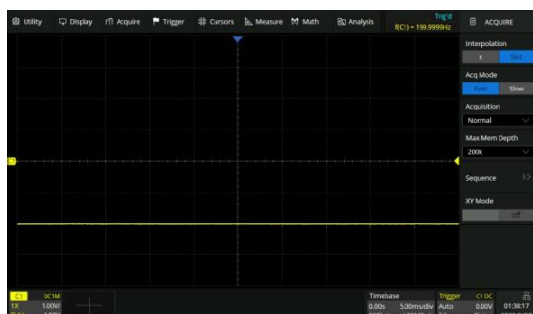 Utility Display Acquire Trigger Cursors Measure Math Analysis
Trig'd
f(C1) = 199.9999Hz
ACQUIRE
Interpolation
x Sinc
Acq Mode
Fast Slow
Acquisition
Normal
Max Mem Depth
200k
Sequence
XY Mode
off
C1
C1 DC1M
1X 1.00V/
Timebase
0.00s 5.00ms/div
Trigger C1 DC
Auto 0.00V
01:38:17